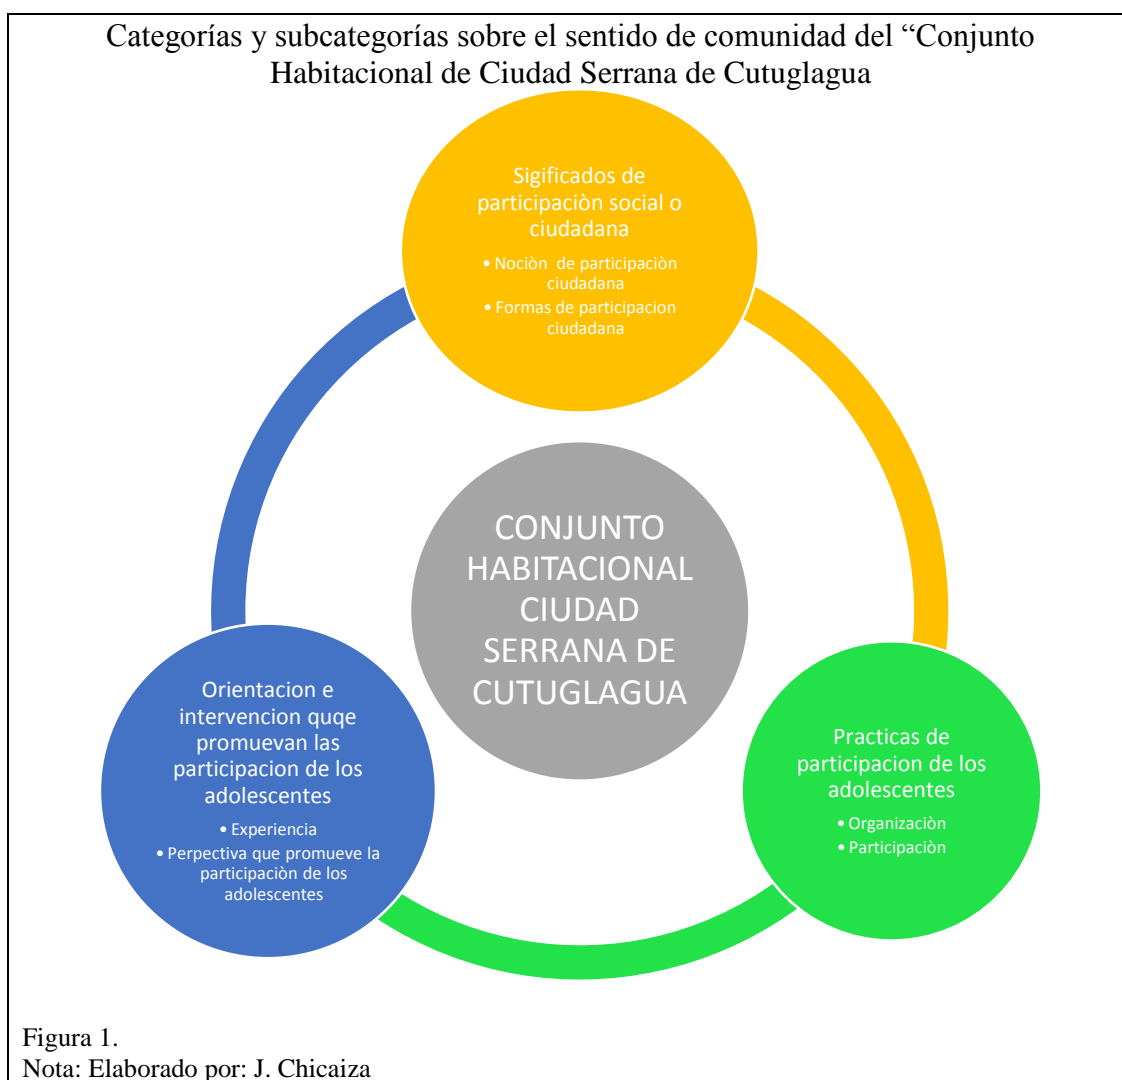 Categorías y subcategorías sobre el sentido de comunidad del “Conjunto
Habitacional de Ciudad Serrana de Cutuglagua
Sigificados de
participaciòn social o
ciudadana
• Nociòn de participaciòn
ciudadana
• Formas de participacion
ciudadana
CONJUNTO
HABITACIONAL
CIUDAD
SERRANA DE
CUTUGLAGUA
Orientacion e
intervencion quqe
promuevan las
participacion de los
adolescentes
• Experiencia
• Perpectiva que promueve la
participaciòn de los
adolescentes
Practicas de
participacion de los
adolescentes
• Organizaciòn
• Participaciòn
Figura 1.
Nota: Elaborado por: J. Chicaiza